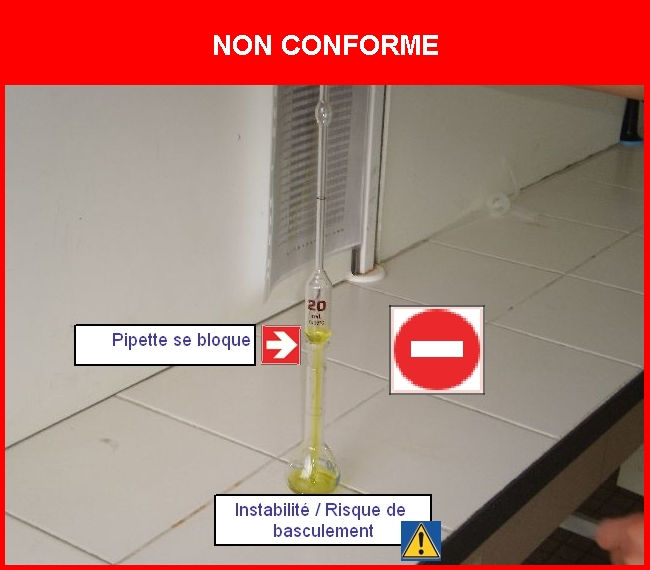 NON CONFORME
20
mL
Pipette se bloque
Instabilité / Risque de
basculement